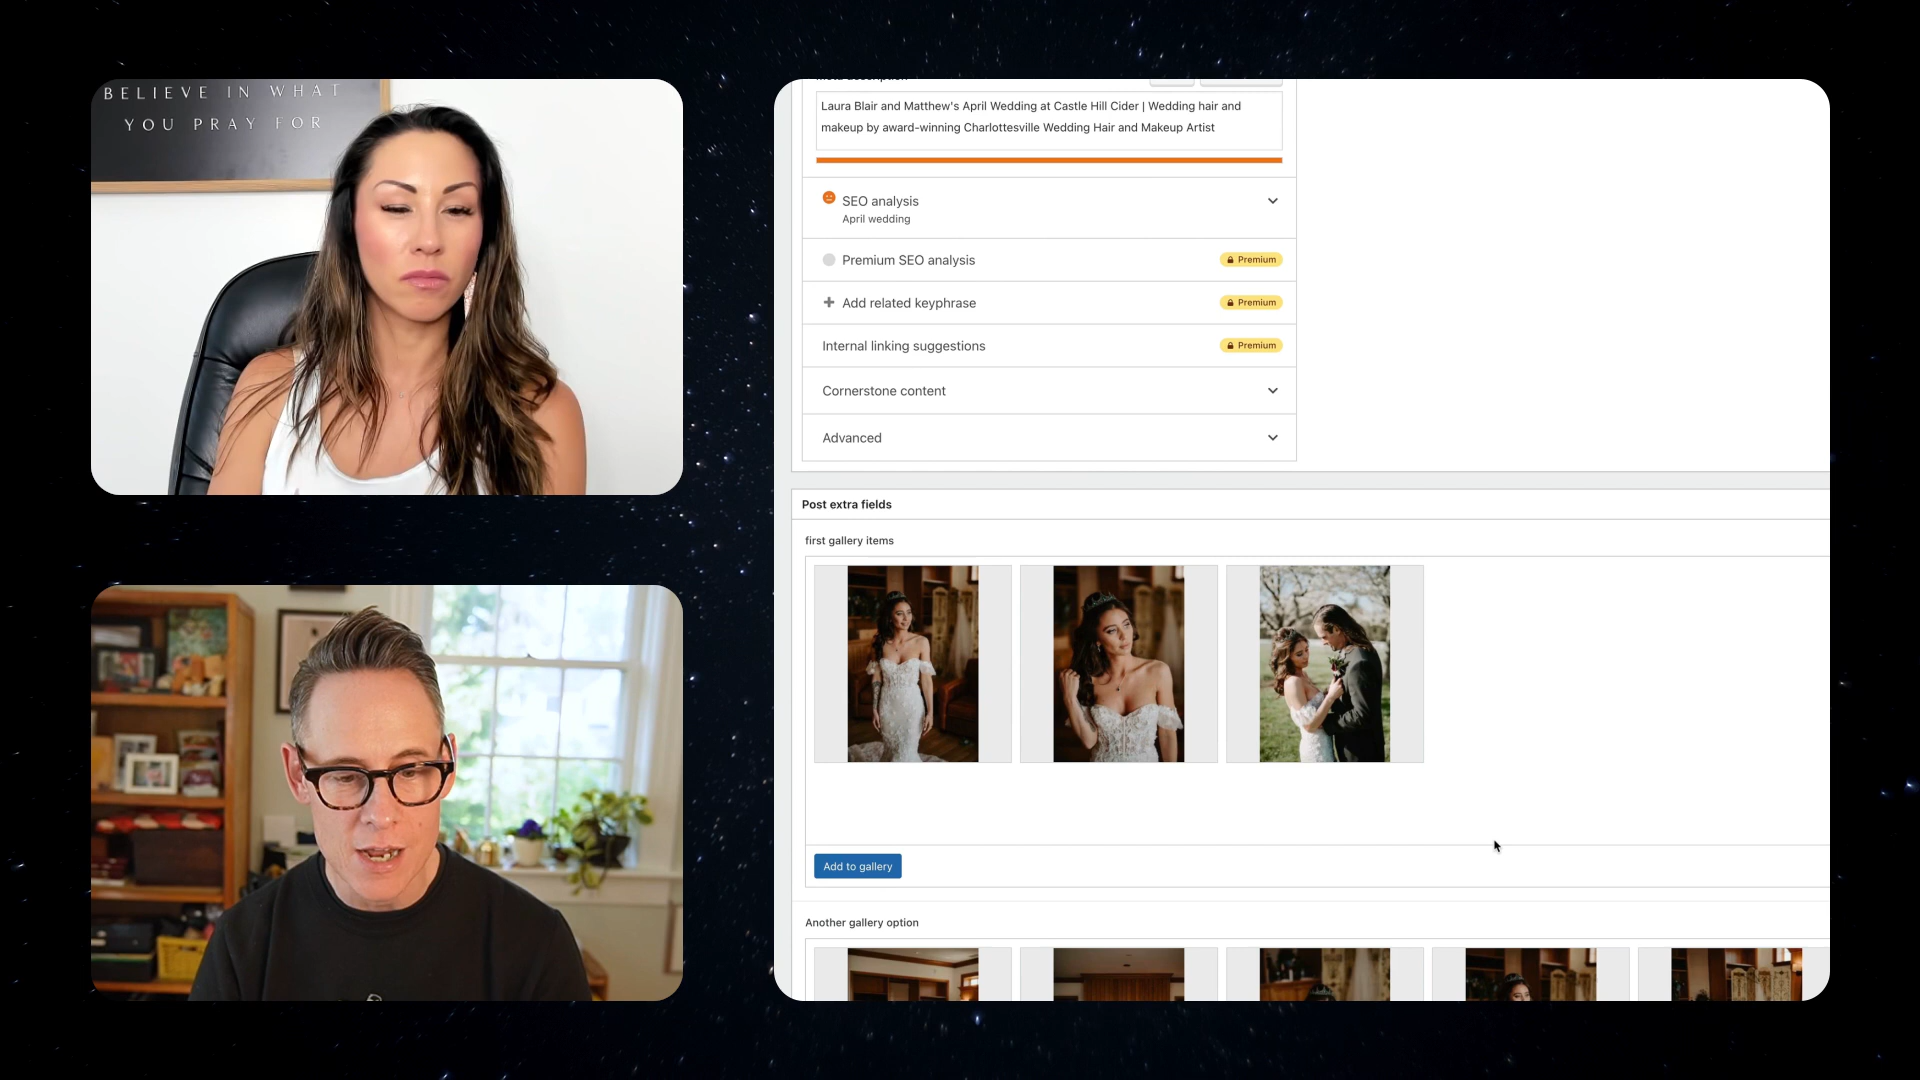 BELIEVE IN WHAT
YOU PRAY FOR
Laura Blair and Matthew's April Wedding at Castle Hill Cider | Wedding hair and
makeup by award-winning Charlottesville Wedding Hair and Makeup Artist
SEO analysis
April wedding
Premium SEO analysis
Premium
Add related keyphrase
Premium
Internal linking suggestions
Premium
Cornerstone content
Advanced
Post extra fields
first gallery items
Add to gallery
Another gallery option